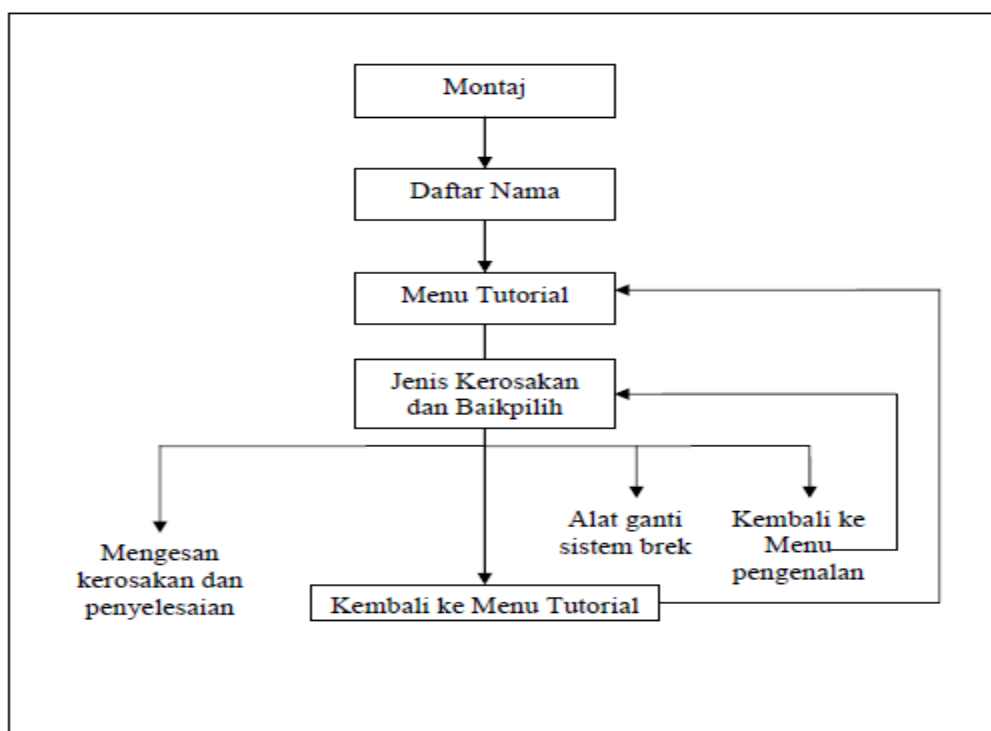 Montaj
Daftar Nama
Menu Tutorial
Jenis Kerosakan
dan Baikpilih
Mengesan
kerosakan dan
penyelesaian
Alat ganti
sistem brek
Kembali ke
Menu
pengenalan
Kembali ke Menu Tutorial